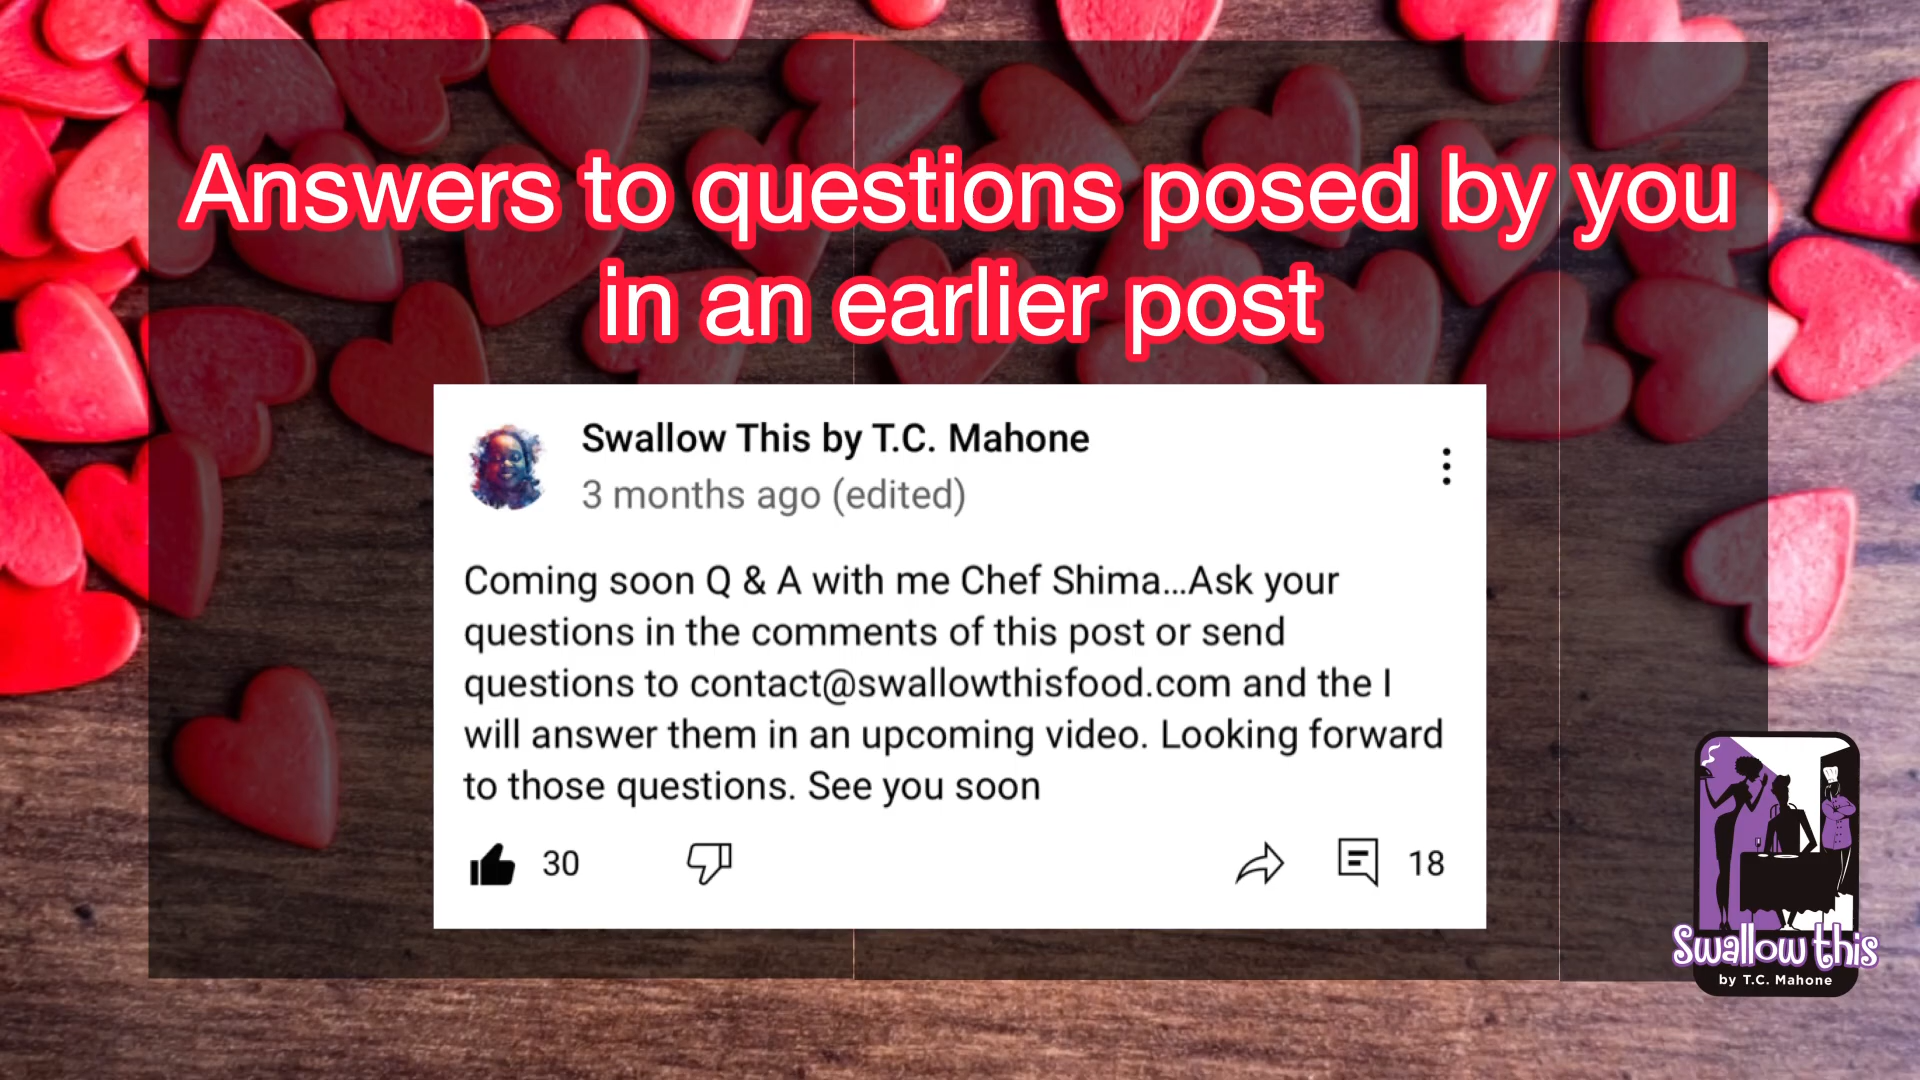 Answers to questions posed by you
in an earlier post
Swallow This by T.C. Mahone
3 months ago (edited)
Coming soon Q & A with me Chef Shima...Ask your
questions in the comments of this post or send
questions to contact@swallowthisfood.com and the I
will answer them in an upcoming video. Looking forward
to those questions. See you soon
30
18
Swallow this
by T.C. Mahone